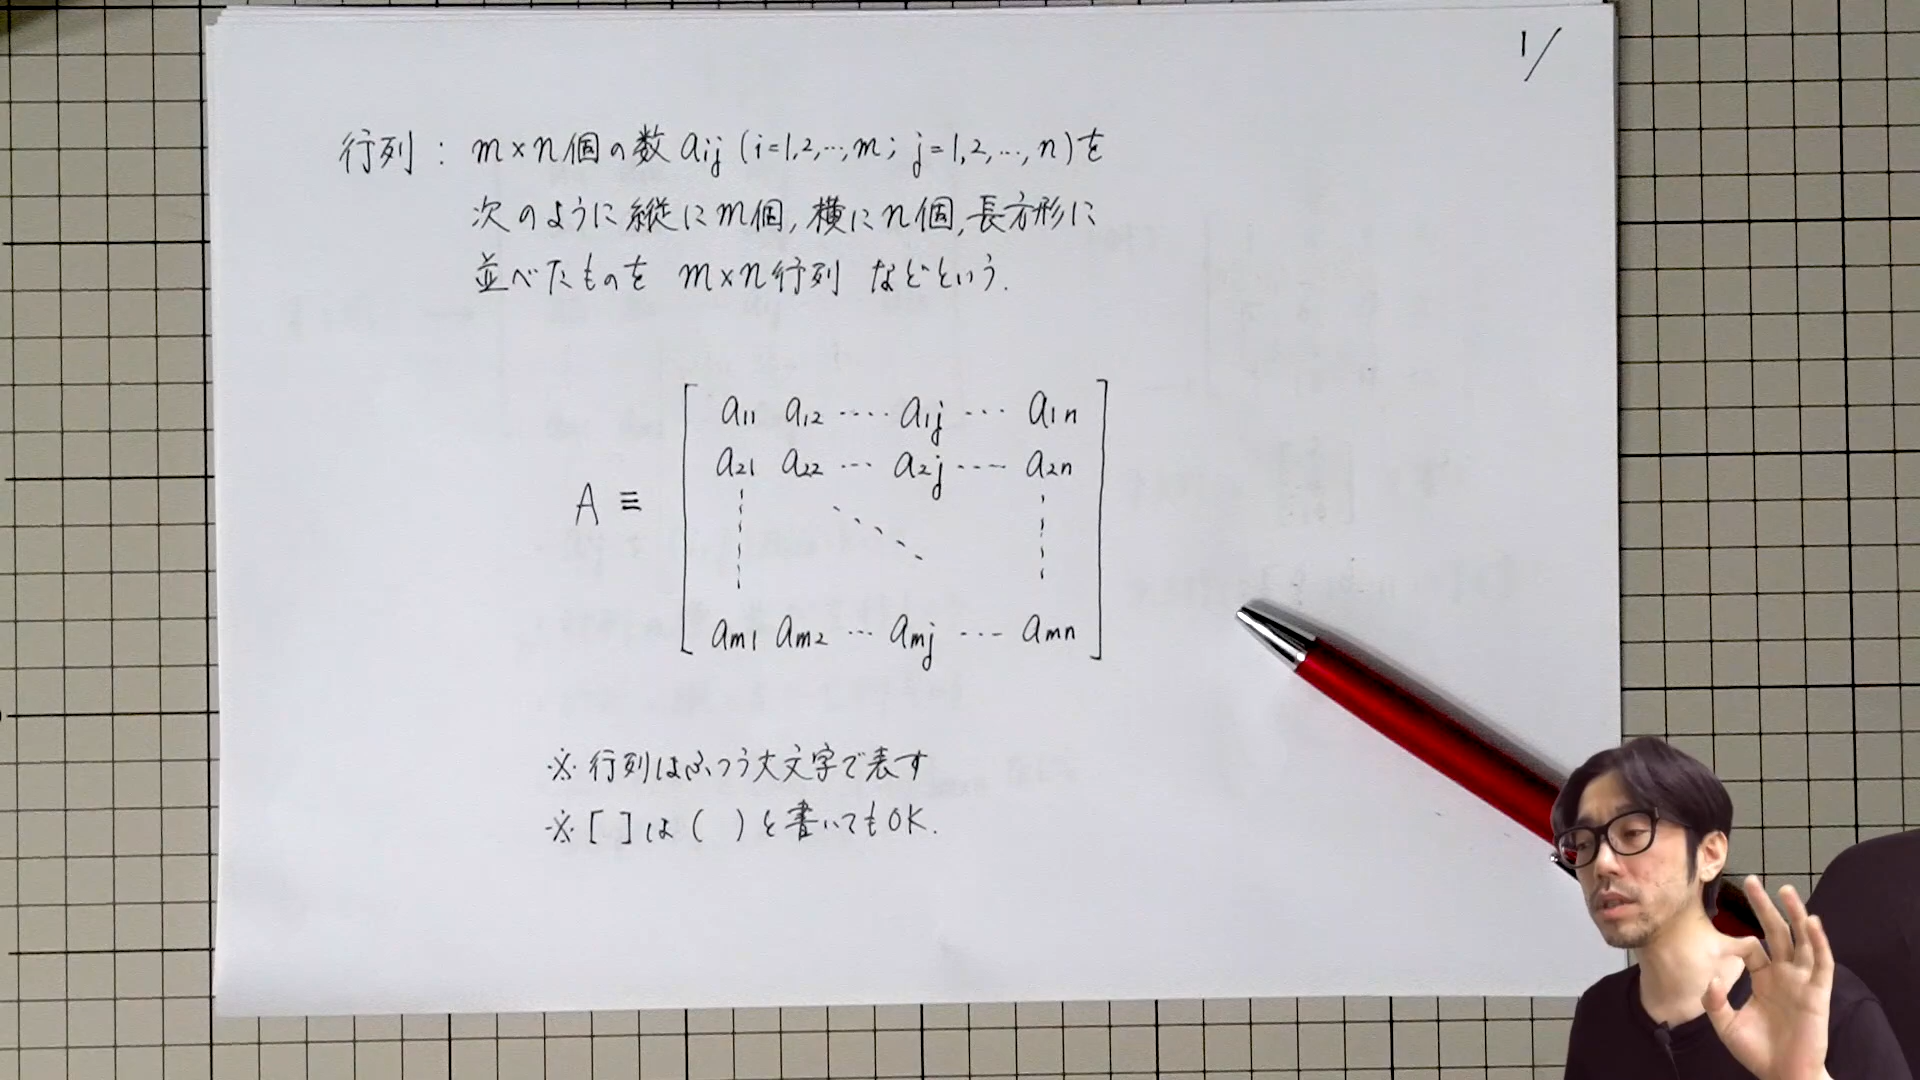 1/
行列 : m×n個の数 aij (i=1,2,…,m; j=1,2,…,n)を
次のように縦にm個,横にn個,長方形に
並べたものを m×n行列 などという.
a11 a12 ···· a1j ··· a1n
a21 a22 ··· a2j ···· a2n
A ≡
am1 am2 ··· amj ··· amn
※ 行列はふつう大文字で表す
※ [ ] は ( ) と書いてもOK.